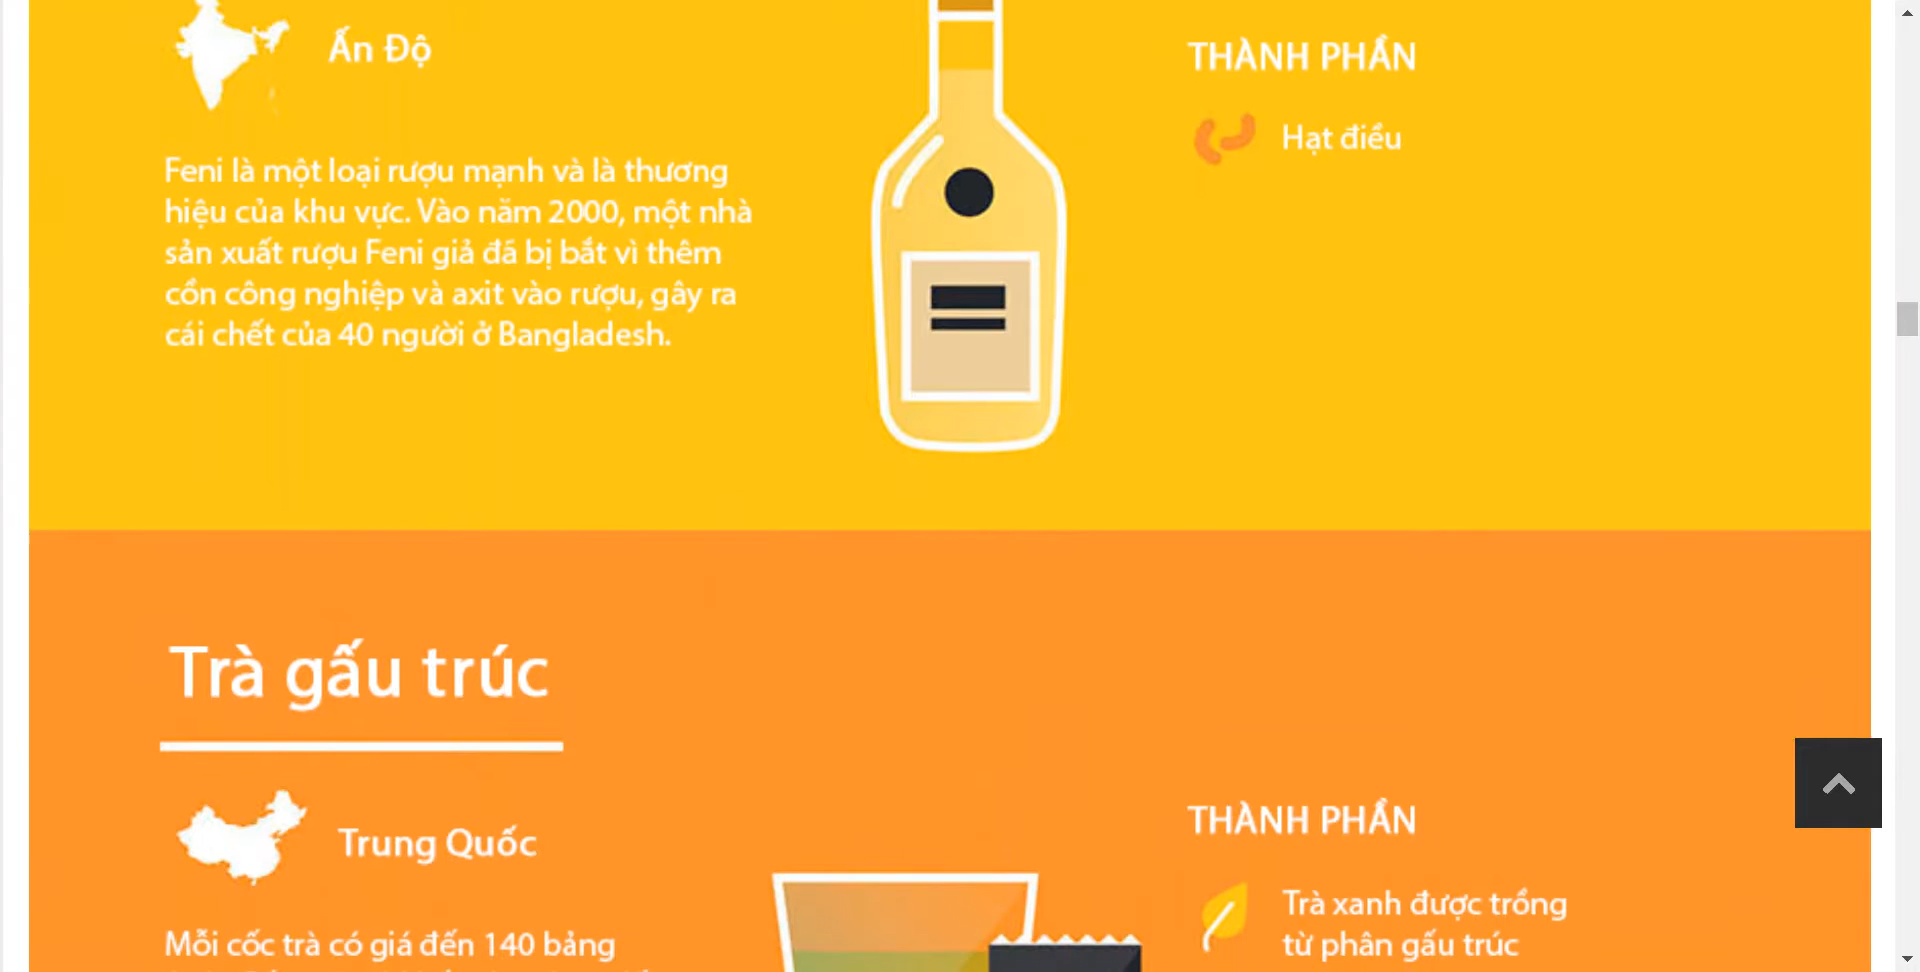 Ấn Độ
THÀNH PHẦN
Hạt điều
Feni là một loại rượu mạnh và là thương
hiệu của khu vực. Vào năm 2000, một nhà
sản xuất rượu Feni giả đã bị bắt vì thêm
cồn công nghiệp và axit vào rượu, gây ra
cái chết của 40 người ở Bangladesh.
Trà gấu trúc
Trung Quốc
THÀNH PHẦN
Trà xanh được trồng
từ phân gấu trúc
Mỗi cốc trà có giá đến 140 bảng